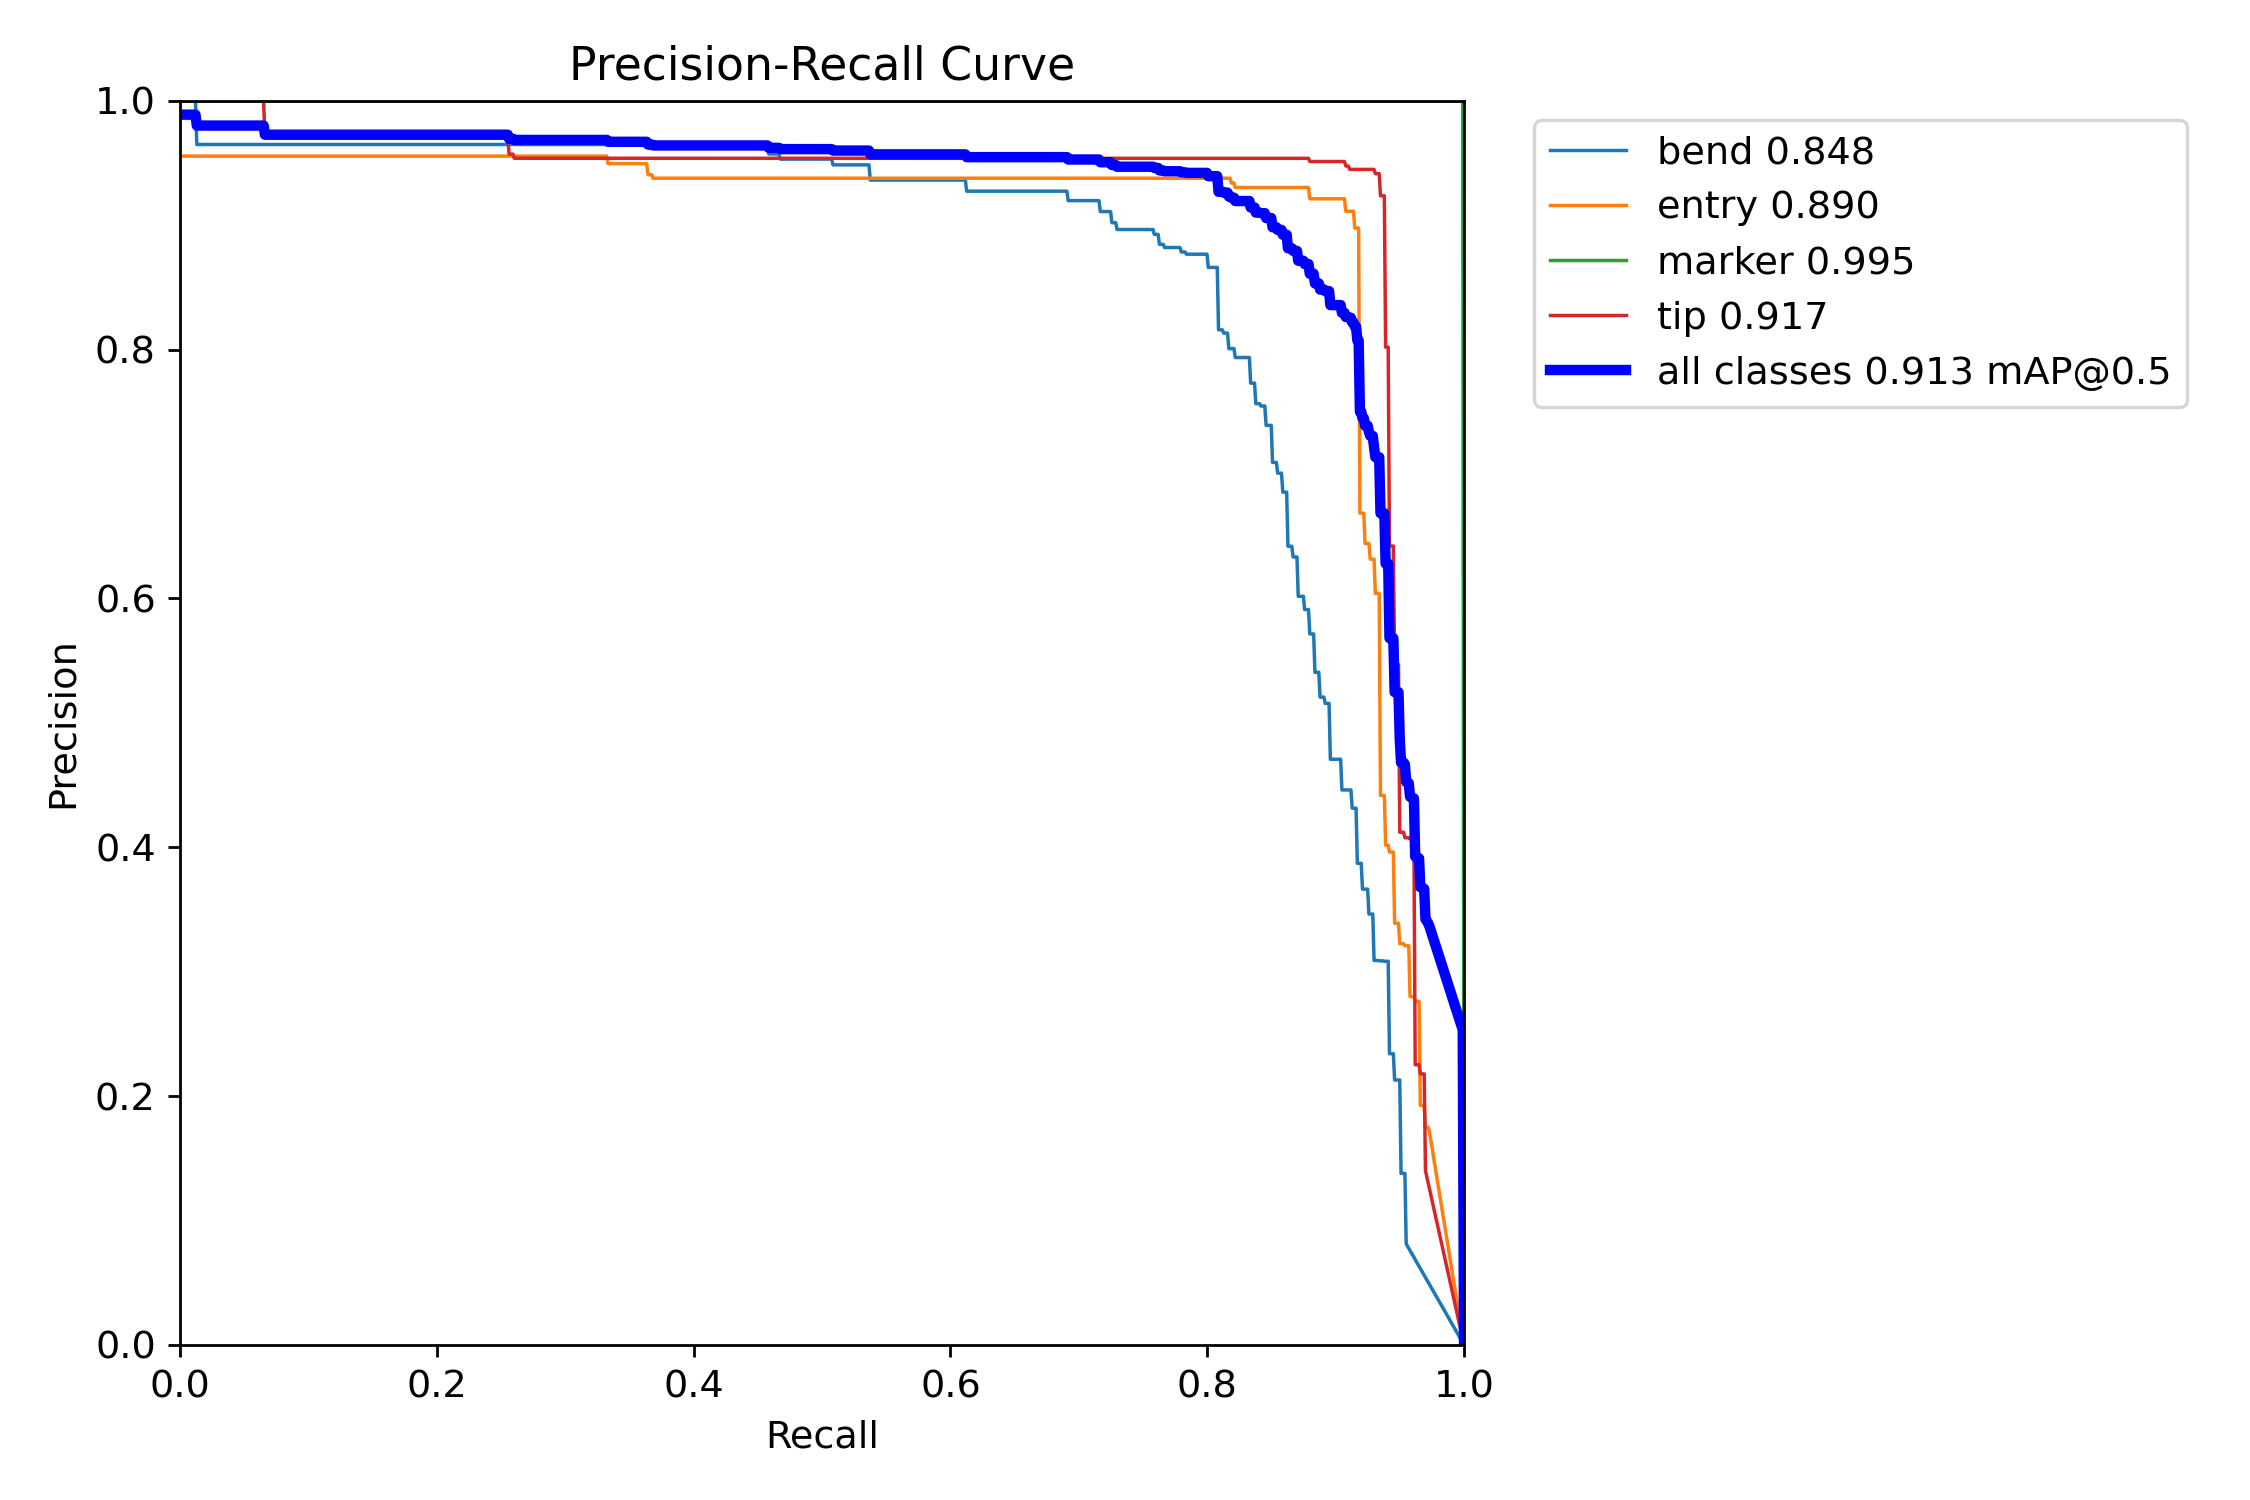 Precision-Recall Curve
1.0
0.8
0.6
0.4
0.2
0.0
Precision
0.0 0.2 0.4 0.6 0.8 1.0
Recall
bend 0.848
entry 0.890
marker 0.995
tip 0.917
all classes 0.913 mAP@0.5